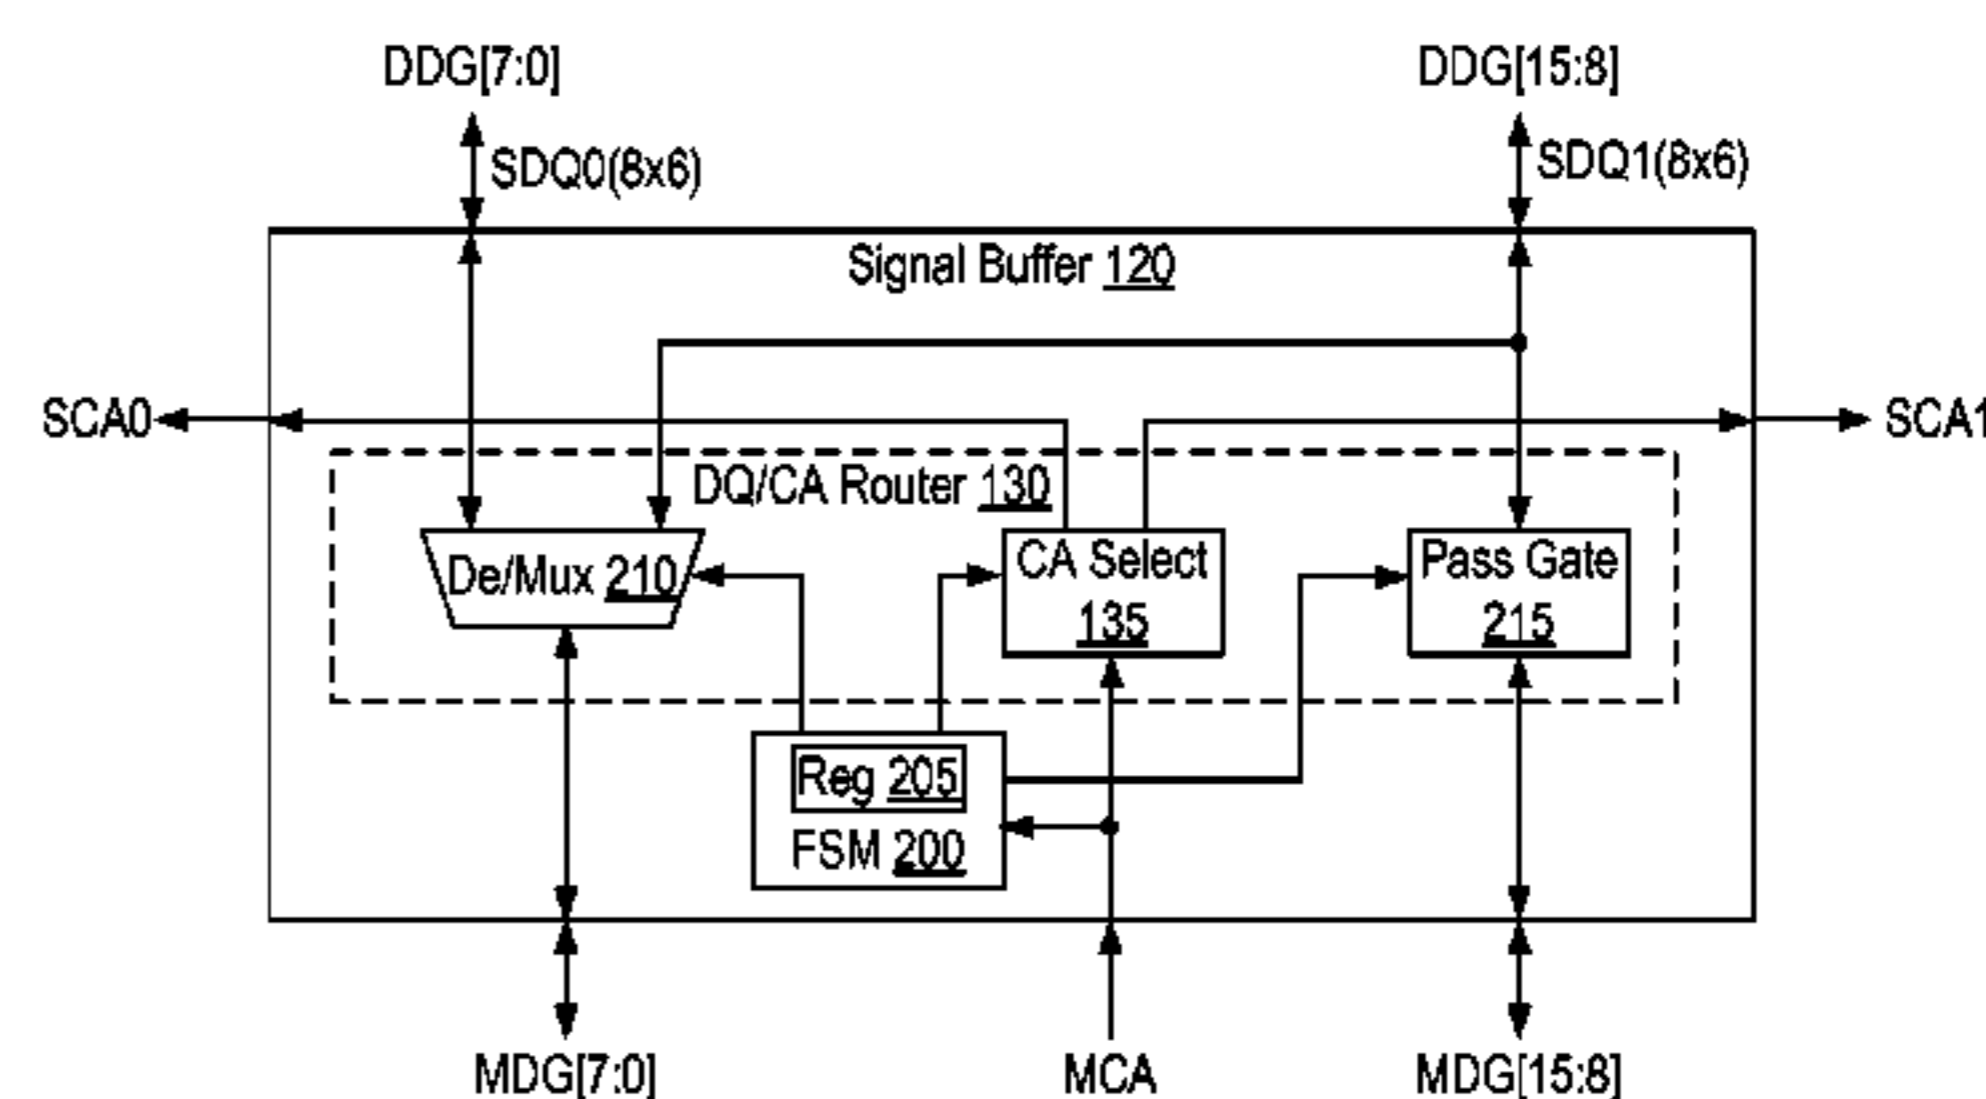 DDG[7:0]
DDG[15:8]
SDQ0(8x6)
SDQ1(8x6)
Signal Buffer 120
SCA0
SCA1
DQ/CA Router 130
De/Mux 210
CA Select
135
Pass Gate
215
Reg 205
FSM 200
MDG[7:0]
MCA
MDG[15:8]